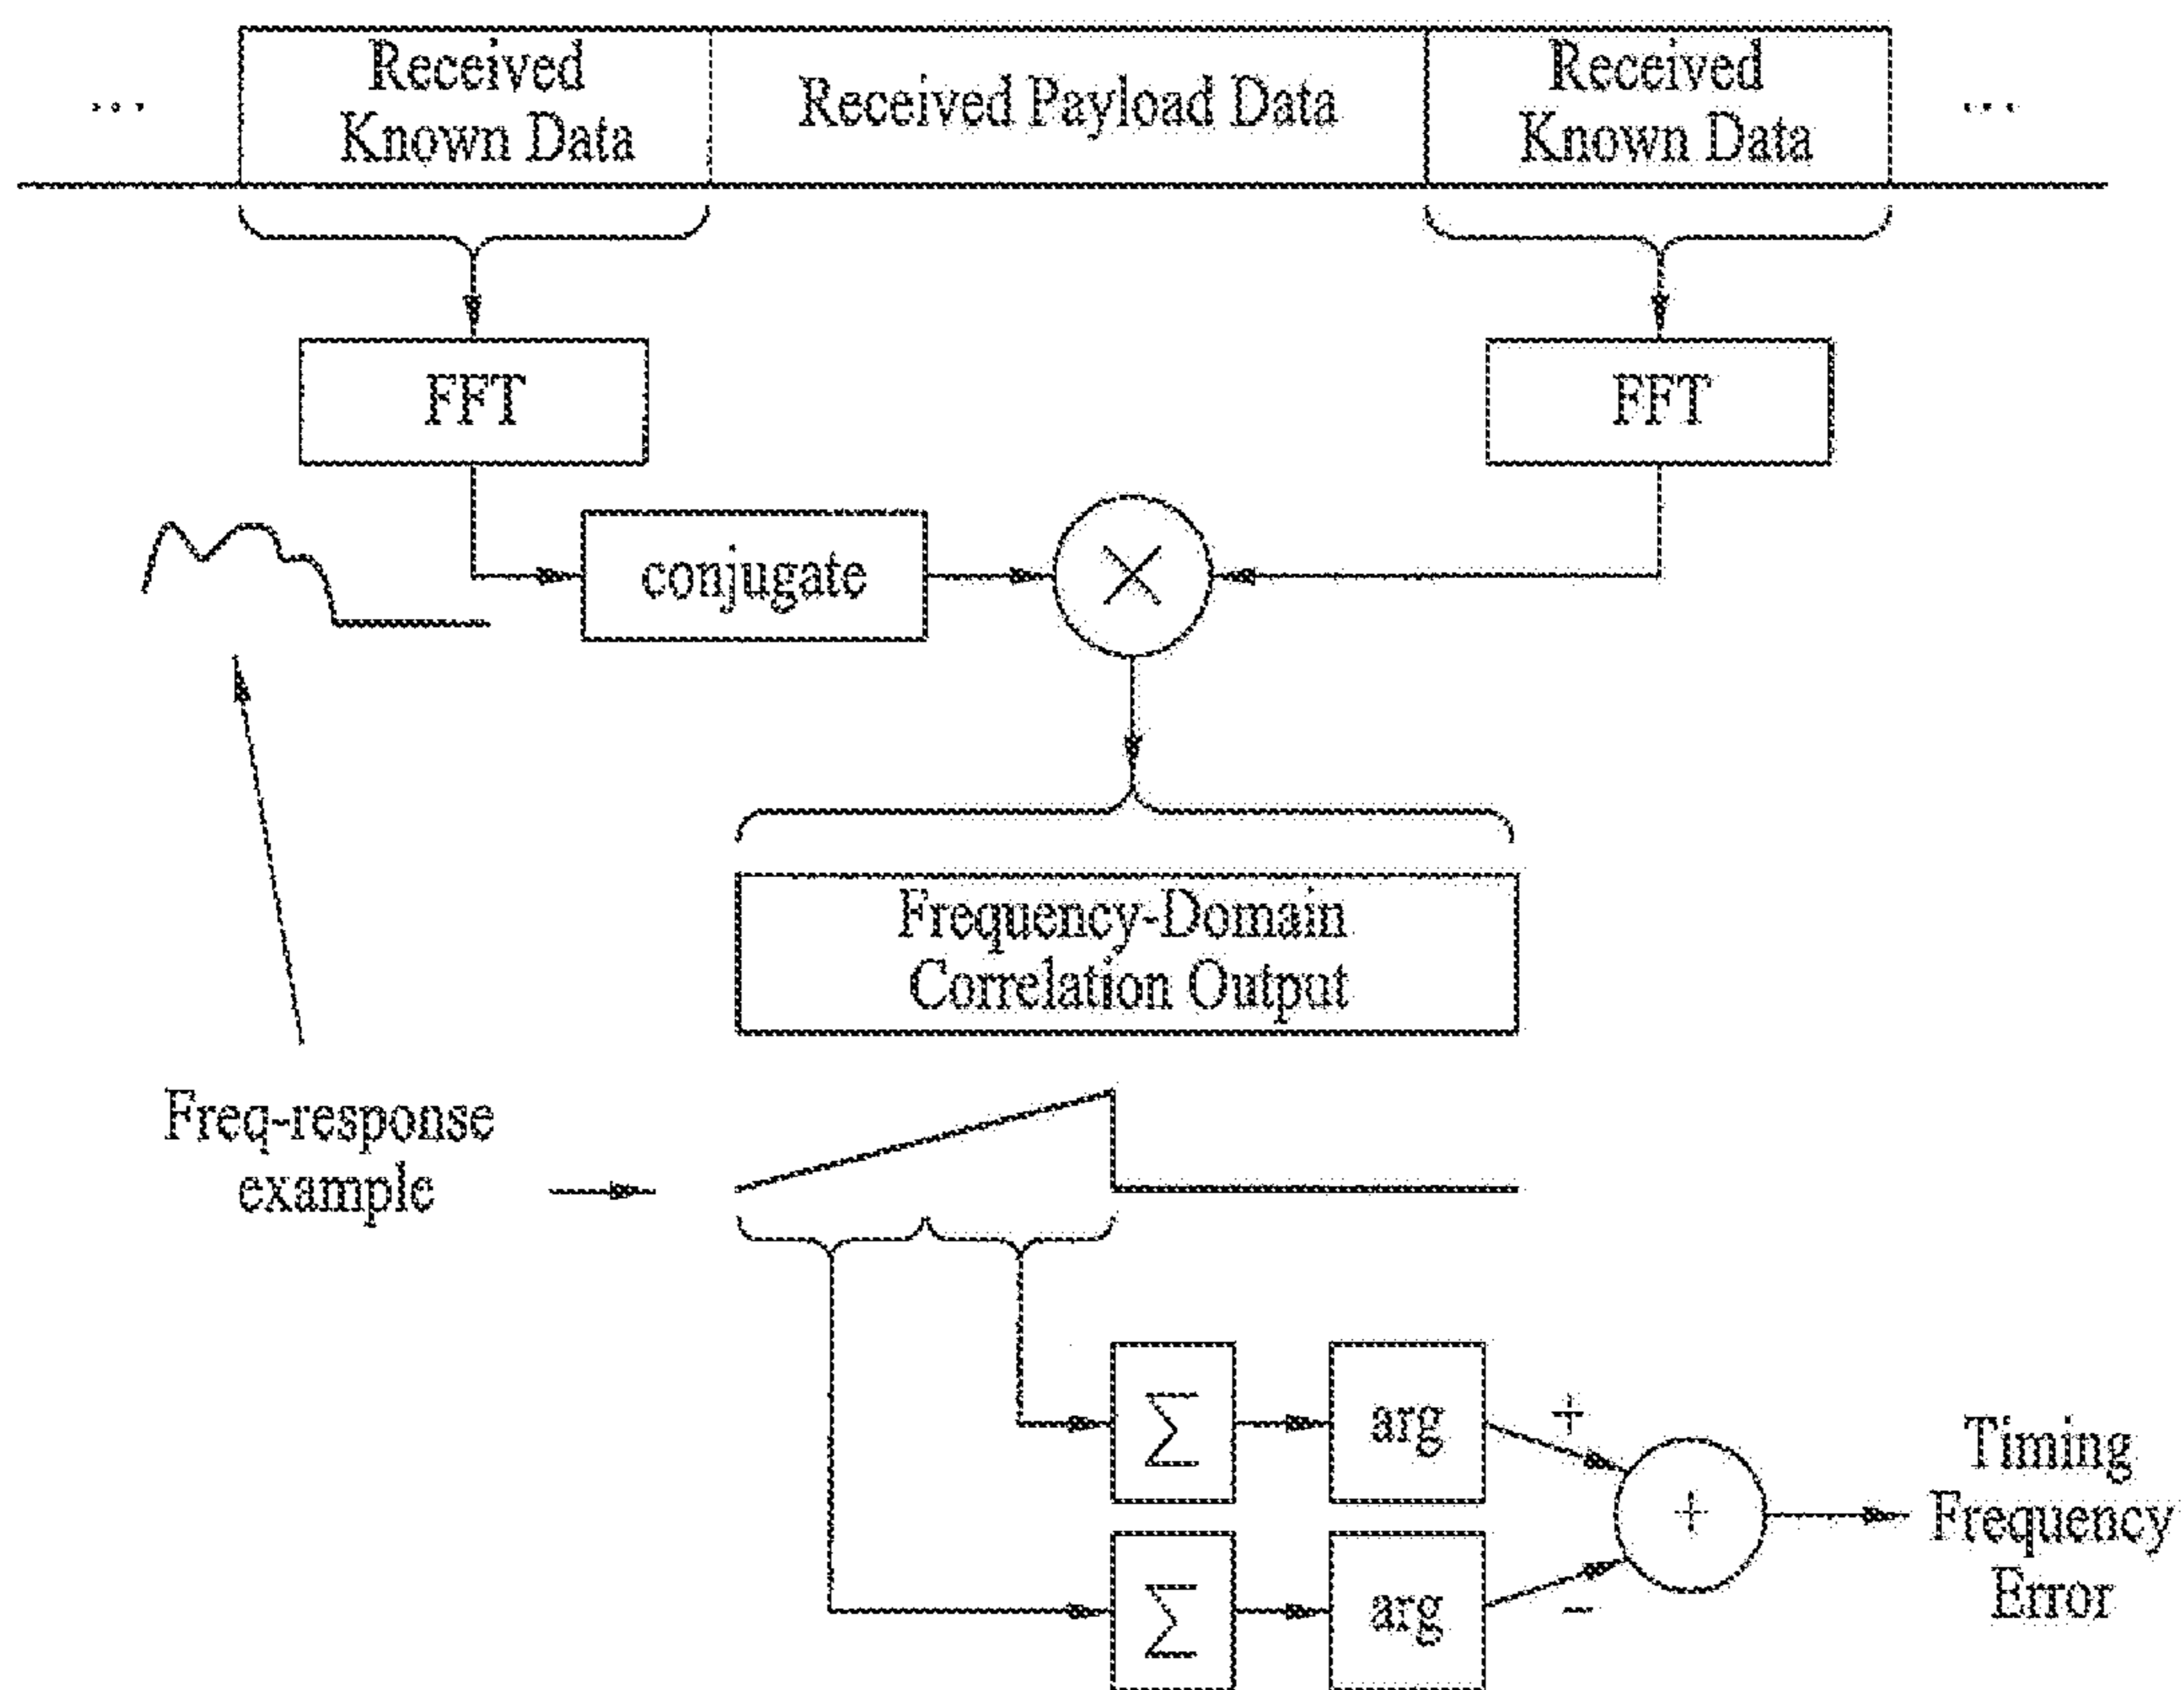 ... Received
Known Data
Received Payload Data
Received
Known Data ...
FFT
FFT
conjugate
×
Frequency-Domain
Correlation Output
Freq-response
example
Σ
arg
+
Σ
arg
−
+
Timing
Frequency
Error